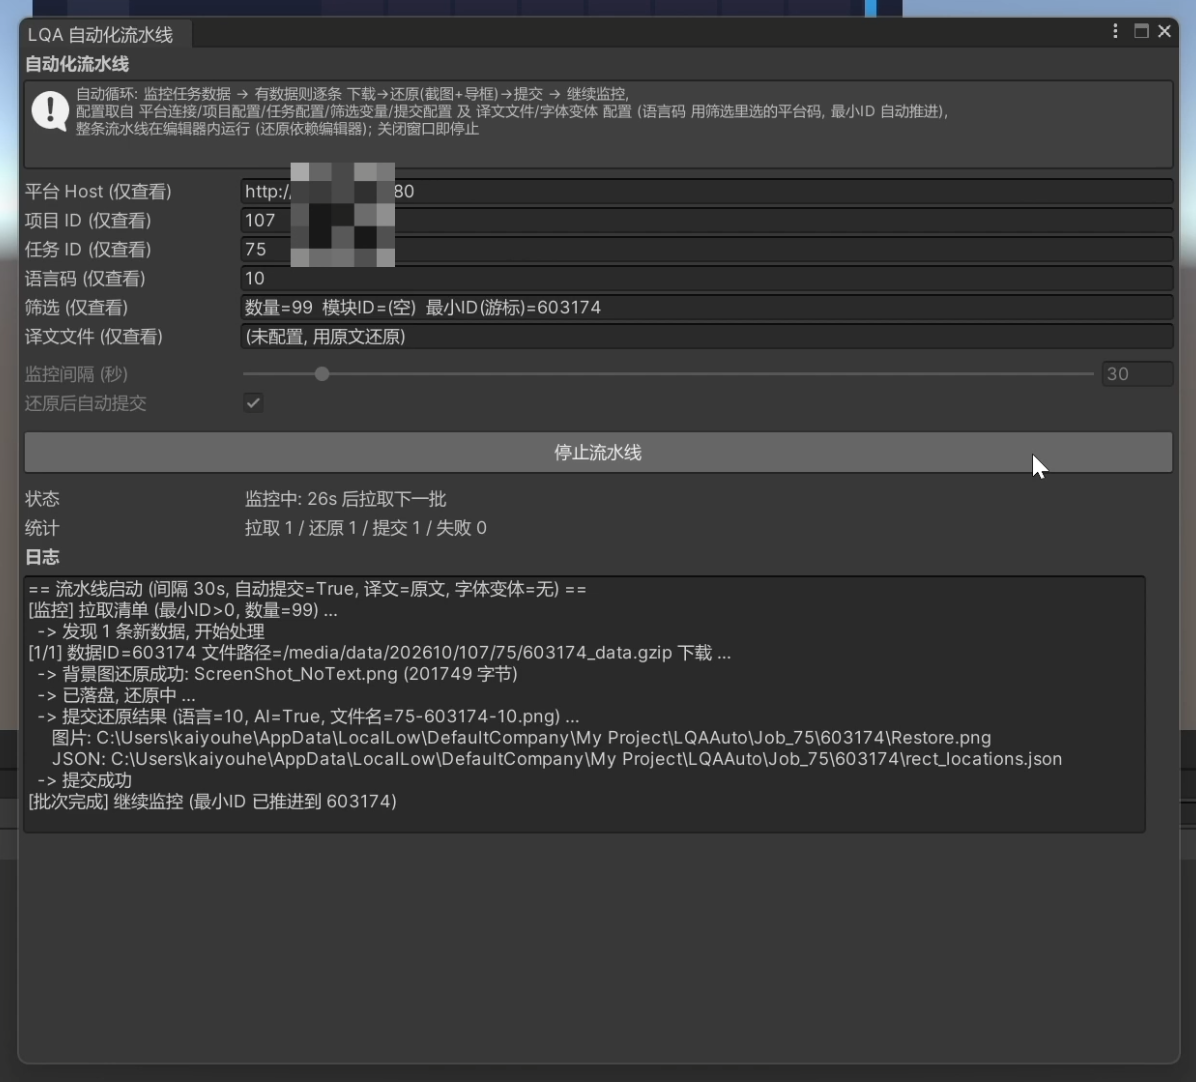 LQA 自动化流水线
自动化流水线
自动循环: 监控任务数据 → 有数据则逐条 下载→还原(截图+导框)→提交 → 继续监控,
配置取自 平台连接/项目配置/任务配置/筛选变量/提交配置 及 译文文件/字体变体 配置 (语言码 用筛选里选的平台码, 最小ID 自动推进),
整条流水线在编辑器内运行 (还原依赖编辑器); 关闭窗口即停止
平台 Host (仅查看) http:/ 80
项目 ID (仅查看) 107
任务 ID (仅查看) 75
语言码 (仅查看) 10
筛选 (仅查看) 数量=99 模块ID=(空) 最小ID(游标)=603174
译文文件 (仅查看) (未配置, 用原文还原)
监控间隔 (秒) 30
还原后自动提交
停止流水线
状态 监控中: 26s 后拉取下一批
统计 拉取 1 / 还原 1 / 提交 1 / 失败 0
日志
== 流水线启动 (间隔 30s, 自动提交=True, 译文=原文, 字体变体=无) ==
[监控] 拉取清单 (最小ID>0, 数量=99) ...
-> 发现 1 条新数据, 开始处理
[1/1] 数据ID=603174 文件路径=/media/data/202610/107/75/603174_data.gzip 下载 ...
-> 背景图还原成功: ScreenShot_NoText.png (201749 字节)
-> 已落盘, 还原中 ...
-> 提交还原结果 (语言=10, AI=True, 文件名=75-603174-10.png) ...
图片: C:\Users\kaiyouhe\AppData\LocalLow\DefaultCompany\My Project\LQAAuto\Job_75\603174\Restore.png
JSON: C:\Users\kaiyouhe\AppData\LocalLow\DefaultCompany\My Project\LQAAuto\Job_75\603174\rect_locations.json
-> 提交成功
[批次完成] 继续监控 (最小ID 已推进到 603174)